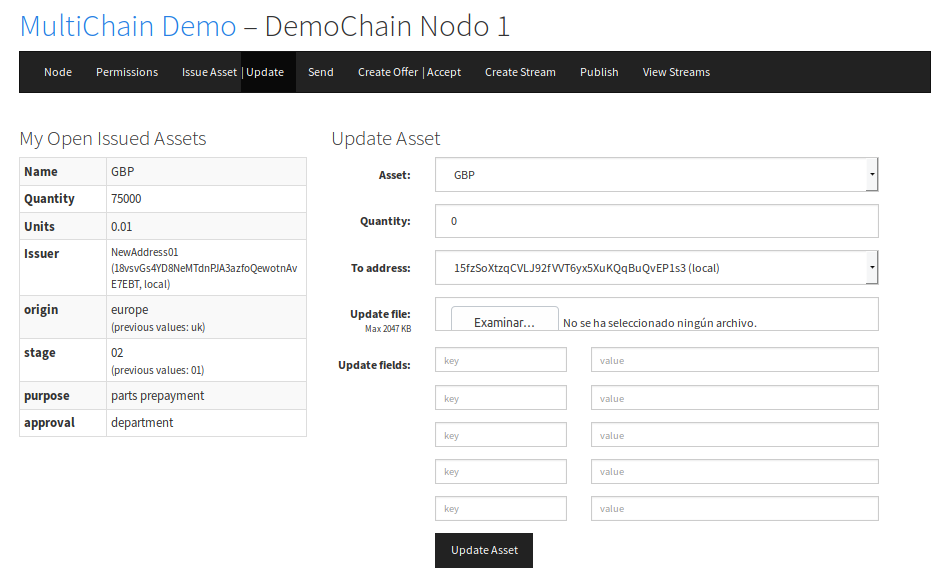 MultiChain Demo – DemoChain Nodo 1
Node Permissions Issue Asset | Update Send Create Offer | Accept Create Stream Publish View Streams
My Open Issued Assets
Name GBP
Quantity 75000
Units 0.01
Issuer NewAddress01
(18vsvGs4YD8NeMTdnPJA3azfoQewotnAv
E7EBT, local)
origin europe
(previous values: uk)
stage 02
(previous values: 01)
purpose parts prepayment
approval department
Update Asset
Asset: GBP
Quantity: 0
To address: 15fzSoXtzqCVLJ92fVVT6yx5XuKQqBuQvEP1s3 (local)
Update file: Examinar... No se ha seleccionado ningún archivo.
Max 2047 KB
Update fields: key value
key value
key value
key value
key value
Update Asset